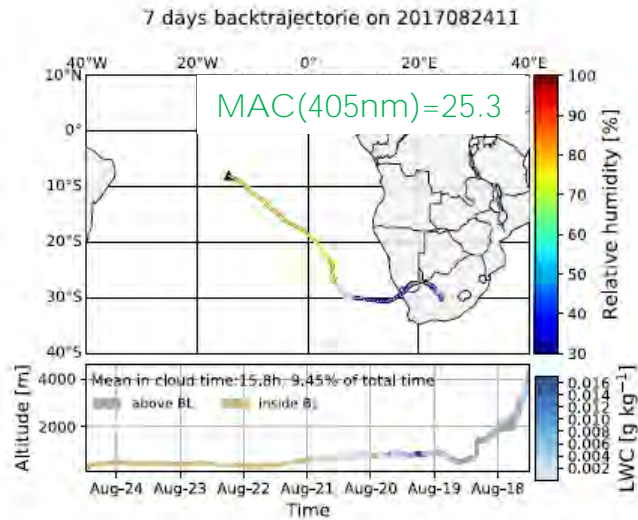 7 days backtrajectorie on 2017082411
40°W 20°W 0° 20°E 40°E
10°N
MAC(405nm)=25.3
0°
10°S
20°S
30°S
40°S
100
90
80
70
60
50
40
30
Relative humidity [%]
Altitude [m]
4000
2000
Mean in cloud time:15.8h, 9.45% of total time
above BL inside BL
0.016
0.014
0.012
0.010
0.008
0.006
0.004
0.002
LWC [g kg⁻¹]
Aug-24 Aug-23 Aug-22 Aug-21 Aug-20 Aug-19 Aug-18
Time